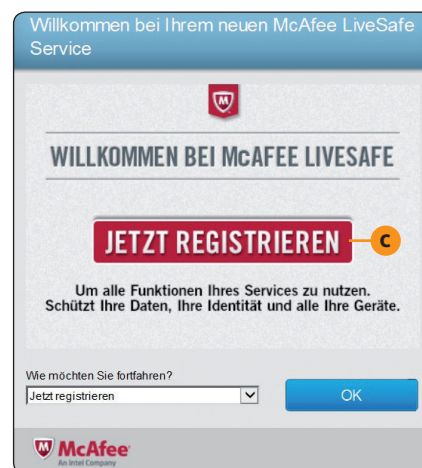 Willkommen bei Ihrem neuen McAfee LiveSafe
Service
WILLKOMMEN BEI McAFEE LIVESAFE
JETZT REGISTRIEREN
C
Um alle Funktionen Ihres Services zu nutzen.
Schützt Ihre Daten, Ihre Identität und alle Ihre Geräte.
Wie möchten Sie fortfahren?
Jetzt registrieren
OK
McAfee
An Intel Company